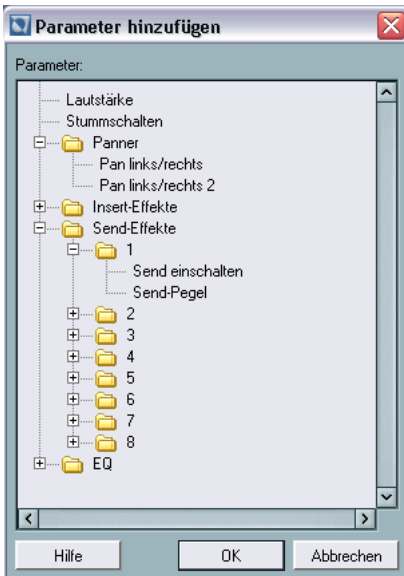 Parameter hinzufügen
Parameter:
Lautstärke
Stummschalten
Panner
Pan links/rechts
Pan links/rechts 2
Insert-Effekte
Send-Effekte
1
Send einschalten
Send-Pegel
2
3
4
5
6
7
8
EQ
Hilfe OK Abbrechen